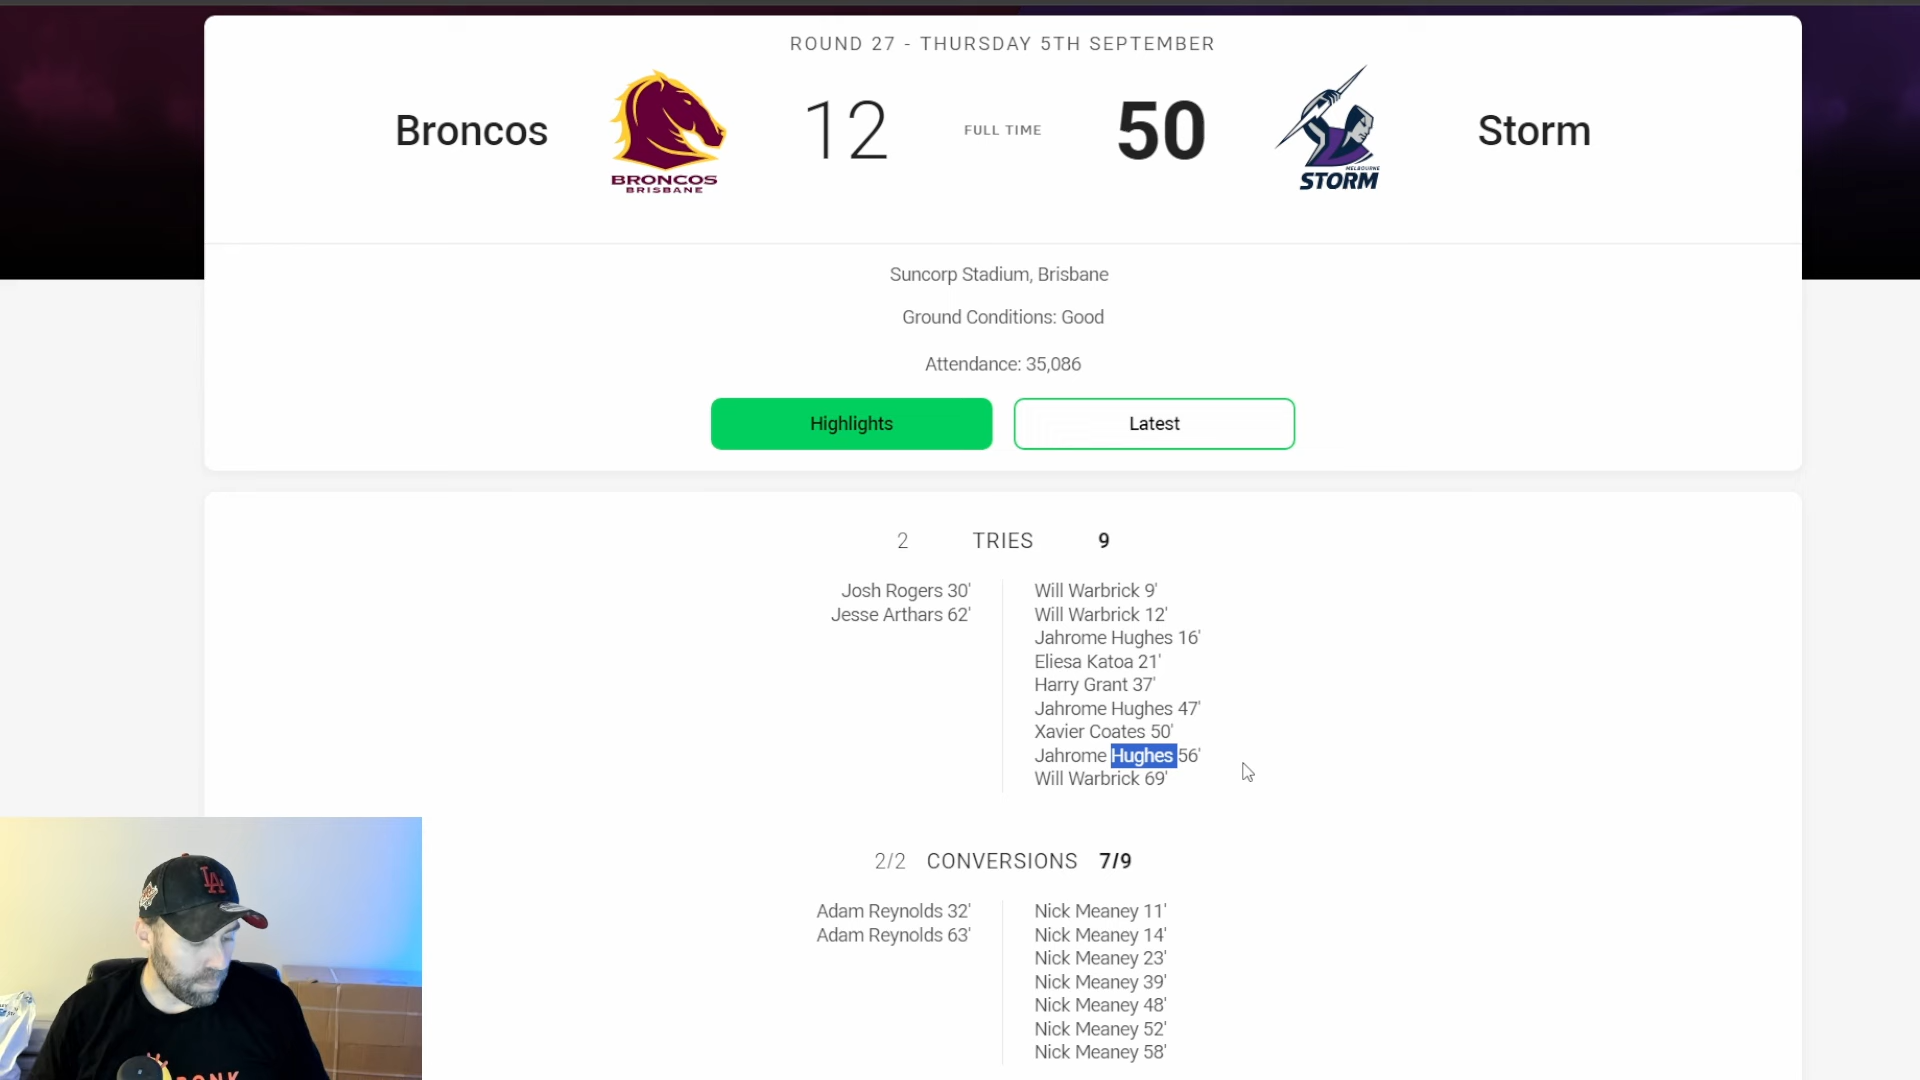 ROUND 27 - THURSDAY 5TH SEPTEMBER
Broncos
BRONCOS
BRISBANE
12
FULL TIME
50
MELBOURNE
STORM
Storm
Suncorp Stadium, Brisbane
Ground Conditions: Good
Attendance: 35,086
Highlights
Latest
2 TRIES 9
Josh Rogers 30'
Jesse Arthars 62'
Will Warbrick 9'
Will Warbrick 12'
Jahrome Hughes 16'
Eliesa Katoa 21'
Harry Grant 37'
Jahrome Hughes 47'
Xavier Coates 50'
Jahrome Hughes 56'
Will Warbrick 69'
2/2 CONVERSIONS 7/9
Adam Reynolds 32'
Adam Reynolds 63'
Nick Meaney 11'
Nick Meaney 14'
Nick Meaney 23'
Nick Meaney 39'
Nick Meaney 48'
Nick Meaney 52'
Nick Meaney 58'
LA